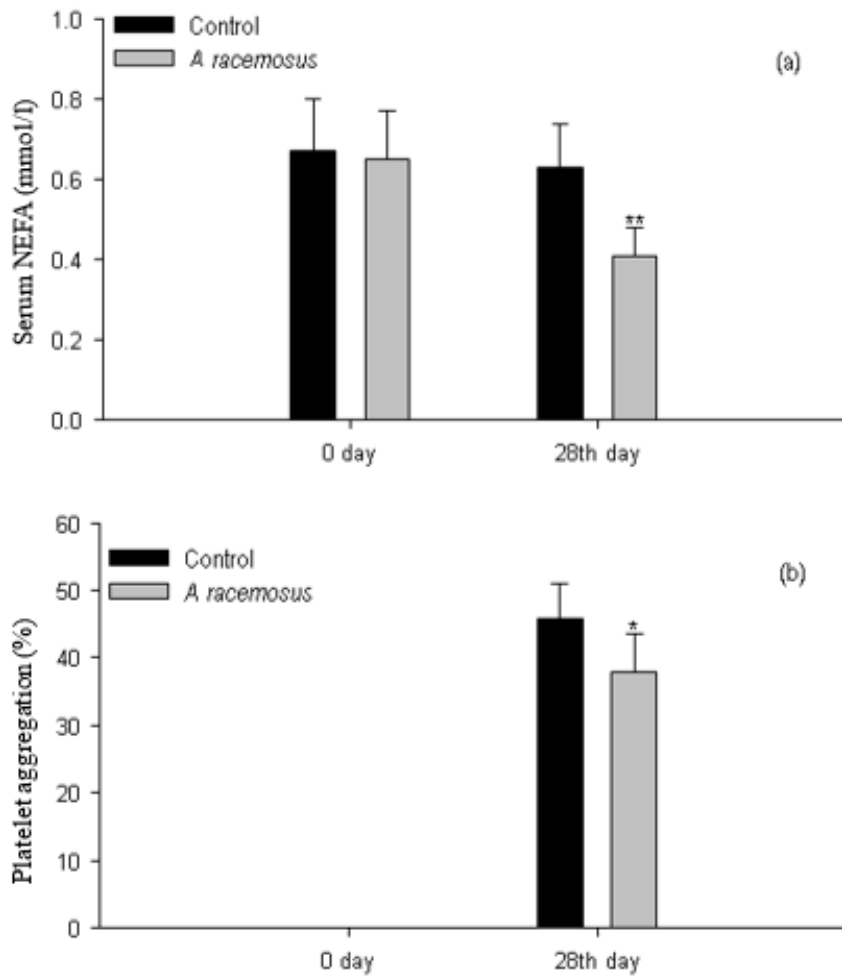 1.0
Control
A racemosus
(a)
0.8
0.6
**
0.4
0.2
0.0
Serum NEFA (mmol/l)
0 day
28th day
60
Control
A racemosus
(b)
50
*
40
30
20
10
0
Platelet aggregation (%)
0 day
28th day